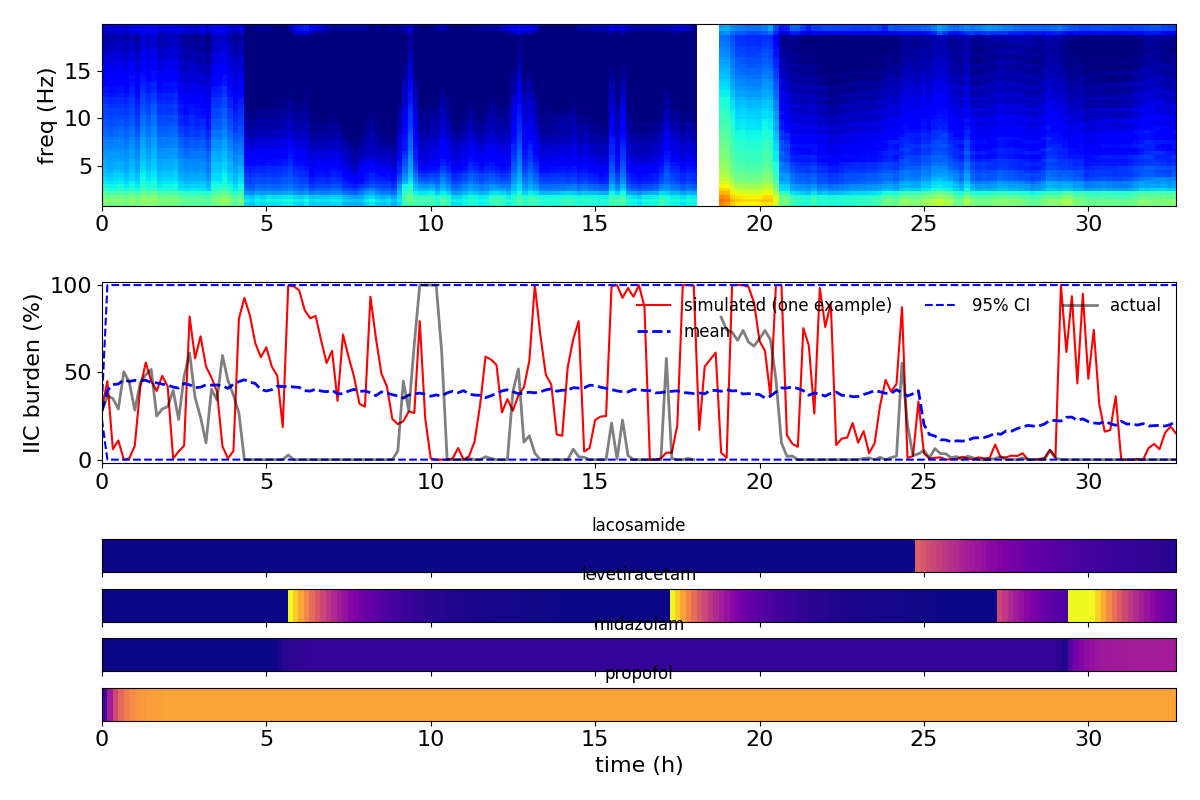 freq (Hz)
15
10
5
0 5 10 15 20 25 30
IIC burden (%)
100
50
0
simulated (one example)
mean
95% CI
actual
0 5 10 15 20 25 30
lacosamide
levetiracetam
midazolam
propofol
0 5 10 15 20 25 30
time (h)